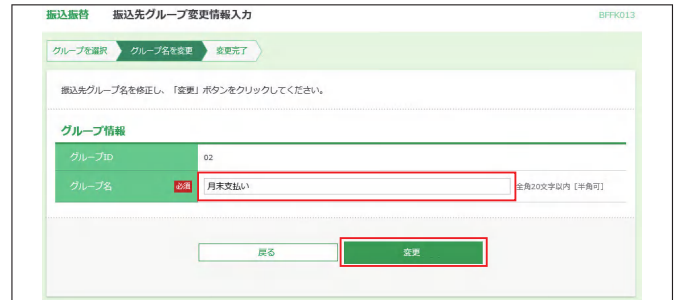 振込振替 振込先グループ変更情報入力 BFFK013
グループを選択 グループ名を変更 変更完了
振込先グループ名を修正し、「変更」ボタンをクリックしてください。
グループ情報
グループID 02
グループ名 必須 月末支払い 全角20文字以内 [半角可]
戻る 変更